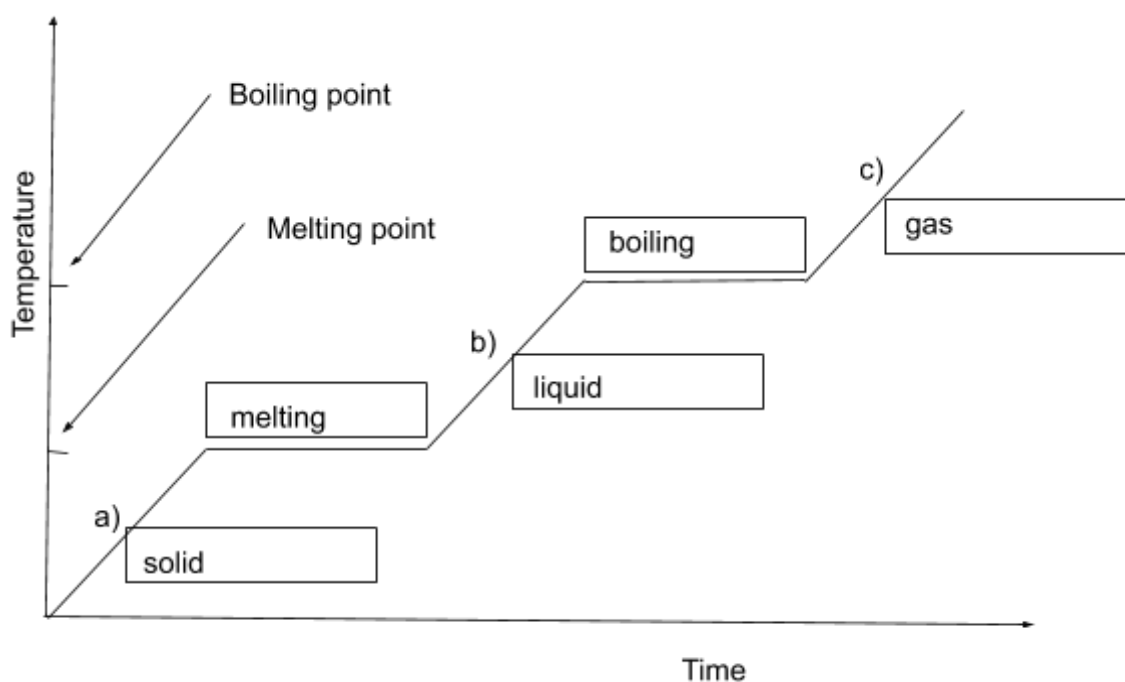 Boiling point
c)
Melting point
gas
boiling
Temperature
b)
liquid
melting
a)
solid
Time